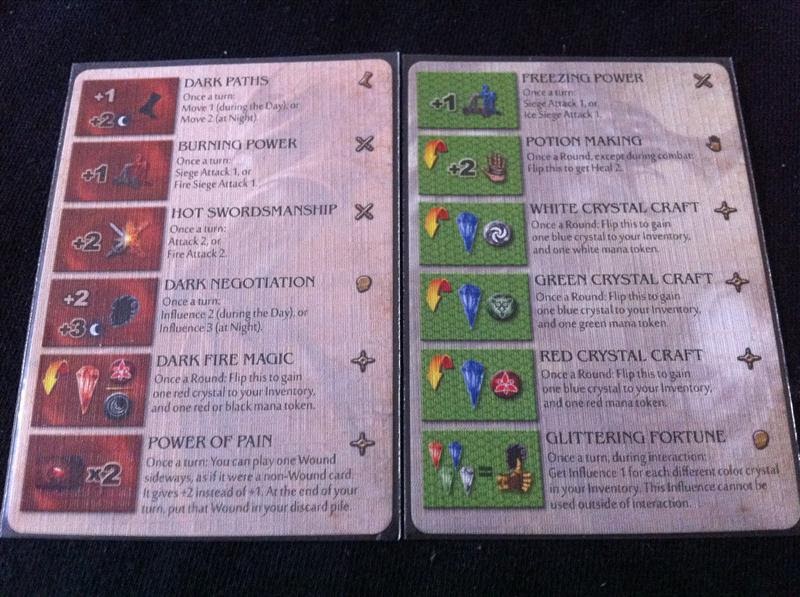 +1
+2
DARK PATHS
Once a turn:
Move 1 (during the Day), or
Move 2 (at Night).
+1
BURNING POWER
Once a turn:
Siege Attack 1, or
Fire Siege Attack 1.
+2
HOT SWORDSMANSHIP
Once a turn:
Attack 2, or
Fire Attack 2.
+2
+3
DARK NEGOTIATION
Once a turn:
Influence 2 (during the Day), or
Influence 3 (at Night).
DARK FIRE MAGIC
Once a Round: Flip this to gain
one red crystal to your Inventory,
and one red or black mana token.
x2
POWER OF PAIN
Once a turn: You can play one Wound
sideways, as if it were a non-Wound card.
It gives +2 instead of +1. At the end of your
turn, put that Wound in your discard pile.
+1
FREEZING POWER
Once a turn:
Siege Attack 1, or
Ice Siege Attack 1.
+2
POTION MAKING
Once a Round, except during combat:
Flip this to get Heal 2.
WHITE CRYSTAL CRAFT
Once a Round: Flip this to gain
one blue crystal to your Inventory,
and one white mana token.
GREEN CRYSTAL CRAFT
Once a Round: Flip this to gain
one blue crystal to your Inventory,
and one green mana token.
RED CRYSTAL CRAFT
Once a Round: Flip this to gain
one blue crystal to your Inventory,
and one red mana token.
=
GLITTERING FORTUNE
Once a turn, during interaction:
Get Influence 1 for each different color crystal
in your Inventory. This Influence cannot be
used outside of interaction.